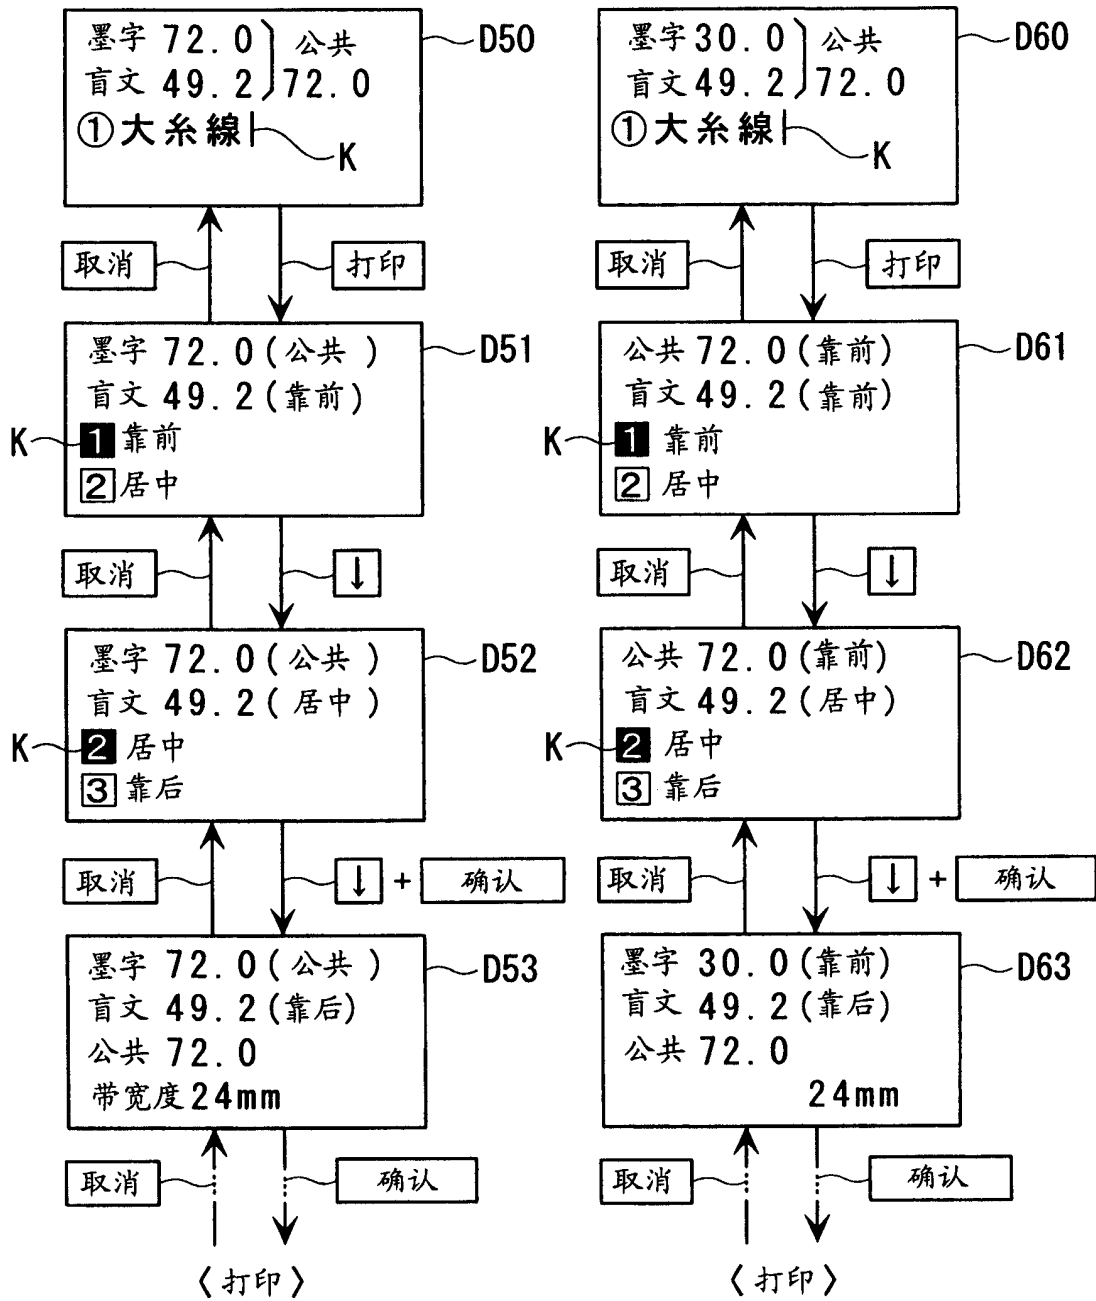 墨字 72.0 公共
盲文 49.2 72.0
①大糸線
K
D50
取消
打印
墨字 72.0(公共)
盲文 49.2(靠前)
1 靠前
2 居中
K
D51
取消
↓
墨字 72.0(公共)
盲文 49.2(居中)
2 居中
3 靠后
K
D52
取消
↓ + 确认
墨字 72.0(公共)
盲文 49.2(靠后)
公共 72.0
带宽度 24mm
D53
取消
确认
〈打印〉
墨字 30.0 公共
盲文 49.2 72.0
①大糸線
K
D60
取消
打印
公共 72.0(靠前)
盲文 49.2(靠前)
1 靠前
2 居中
K
D61
取消
↓
公共 72.0(靠前)
盲文 49.2(居中)
2 居中
3 靠后
K
D62
取消
↓ + 确认
墨字 30.0(靠前)
盲文 49.2(靠后)
公共 72.0
24mm
D63
取消
确认
〈打印〉